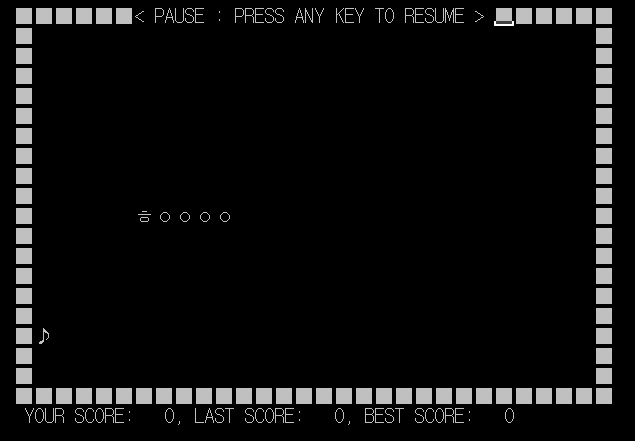 < PAUSE : PRESS ANY KEY TO RESUME >
ㅎ○○○○
♪
YOUR SCORE: 0, LAST SCORE: 0, BEST SCORE: 0